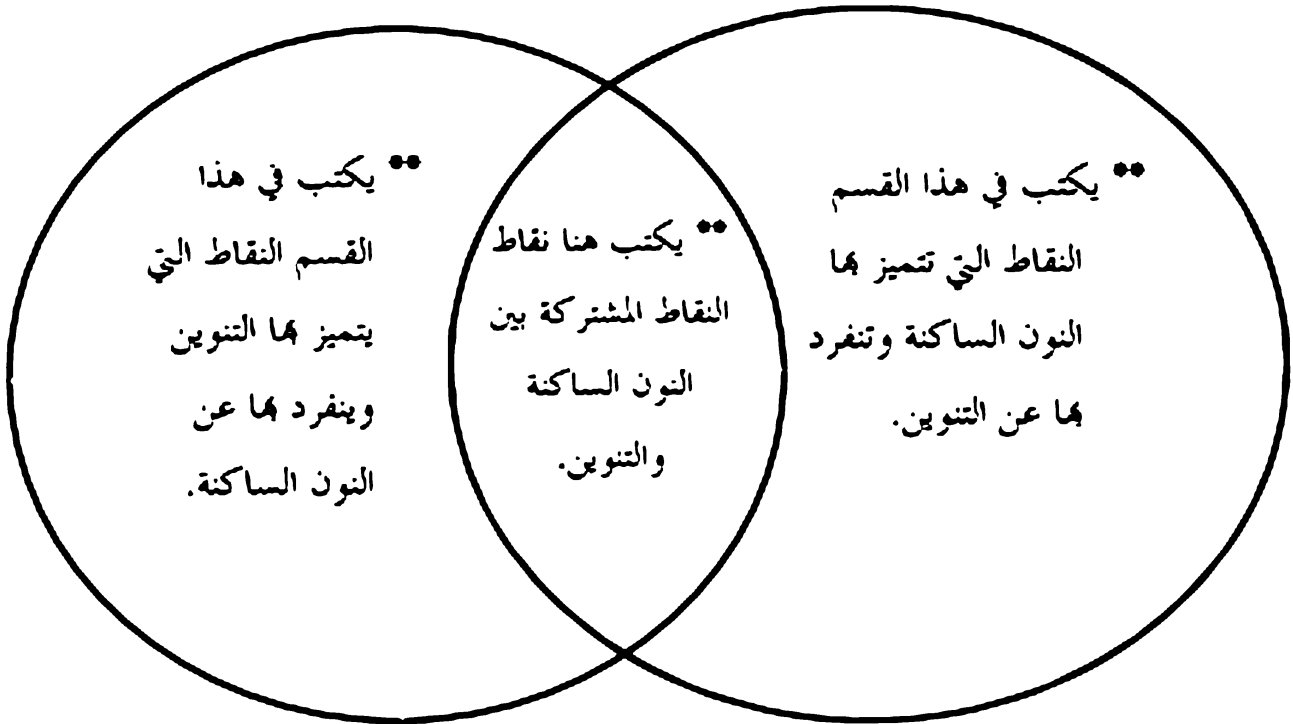 ** يكتب في هذا القسم
النقاط التي تتميز بها
النون الساكنة وتنفرد
بها عن التنوين.
** يكتب هنا نقاط
النقاط المشتركة بين
النون الساكنة
والتنوين.
** يكتب في هذا
القسم النقاط التي
يتميز بها التنوين
وينفرد بها عن
النون الساكنة.